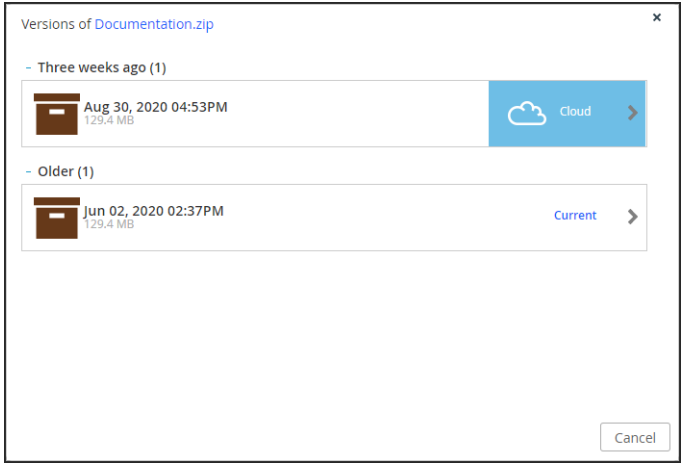 Versions of Documentation.zip
×
- Three weeks ago (1)
Aug 30, 2020 04:53PM
129.4 MB
Cloud
- Older (1)
Jun 02, 2020 02:37PM
129.4 MB
Current
Cancel